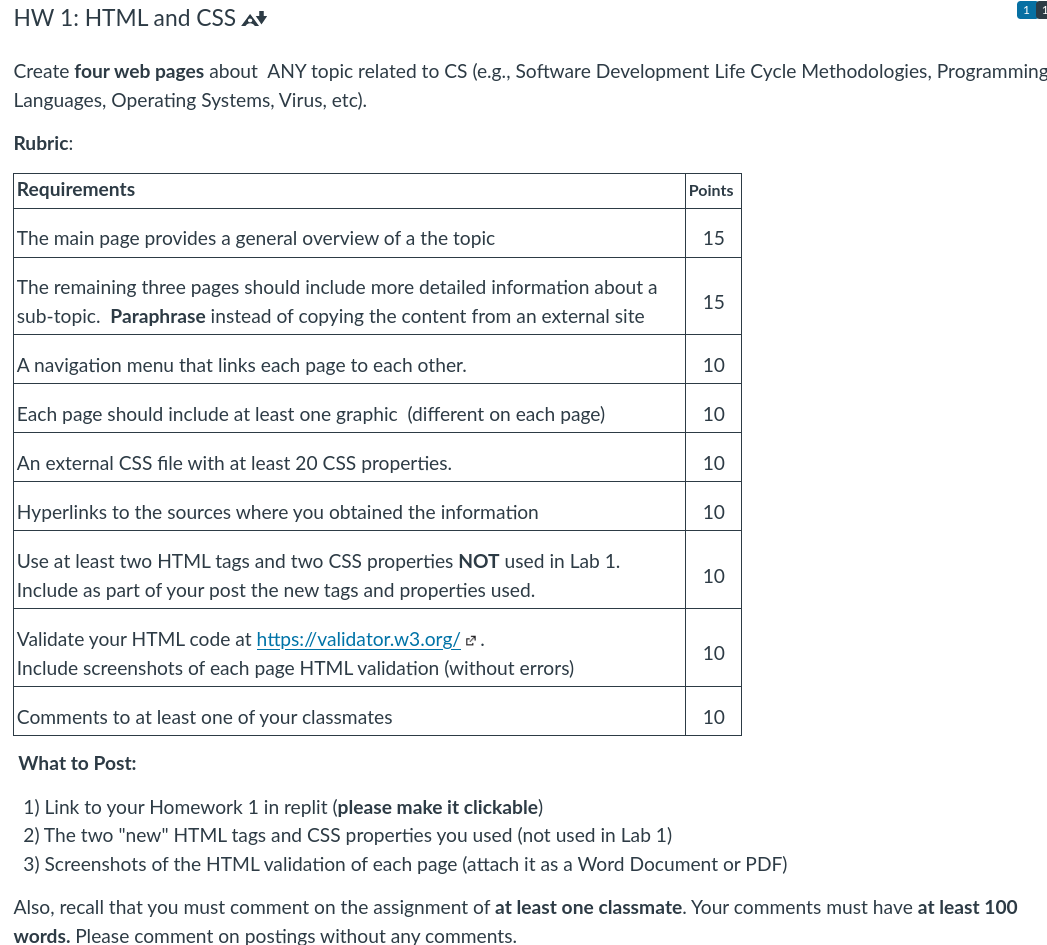 HW 1: HTML and CSS
1 1
Create four web pages about  ANY topic related to CS (e.g., Software Development Life Cycle Methodologies, Programming
Languages, Operating Systems, Virus, etc).
Rubric:
Requirements Points
The main page provides a general overview of a the topic 15
The remaining three pages should include more detailed information about a
sub-topic.  Paraphrase instead of copying the content from an external site 15
A navigation menu that links each page to each other. 10
Each page should include at least one graphic  (different on each page) 10
An external CSS file with at least 20 CSS properties. 10
Hyperlinks to the sources where you obtained the information 10
Use at least two HTML tags and two CSS properties NOT used in Lab 1.
Include as part of your post the new tags and properties used. 10
Validate your HTML code at https://validator.w3.org/ .
Include screenshots of each page HTML validation (without errors) 10
Comments to at least one of your classmates 10
What to Post:
1) Link to your Homework 1 in replit (please make it clickable)
2) The two "new" HTML tags and CSS properties you used (not used in Lab 1)
3) Screenshots of the HTML validation of each page (attach it as a Word Document or PDF)
Also, recall that you must comment on the assignment of at least one classmate. Your comments must have at least 100
words. Please comment on postings without any comments.